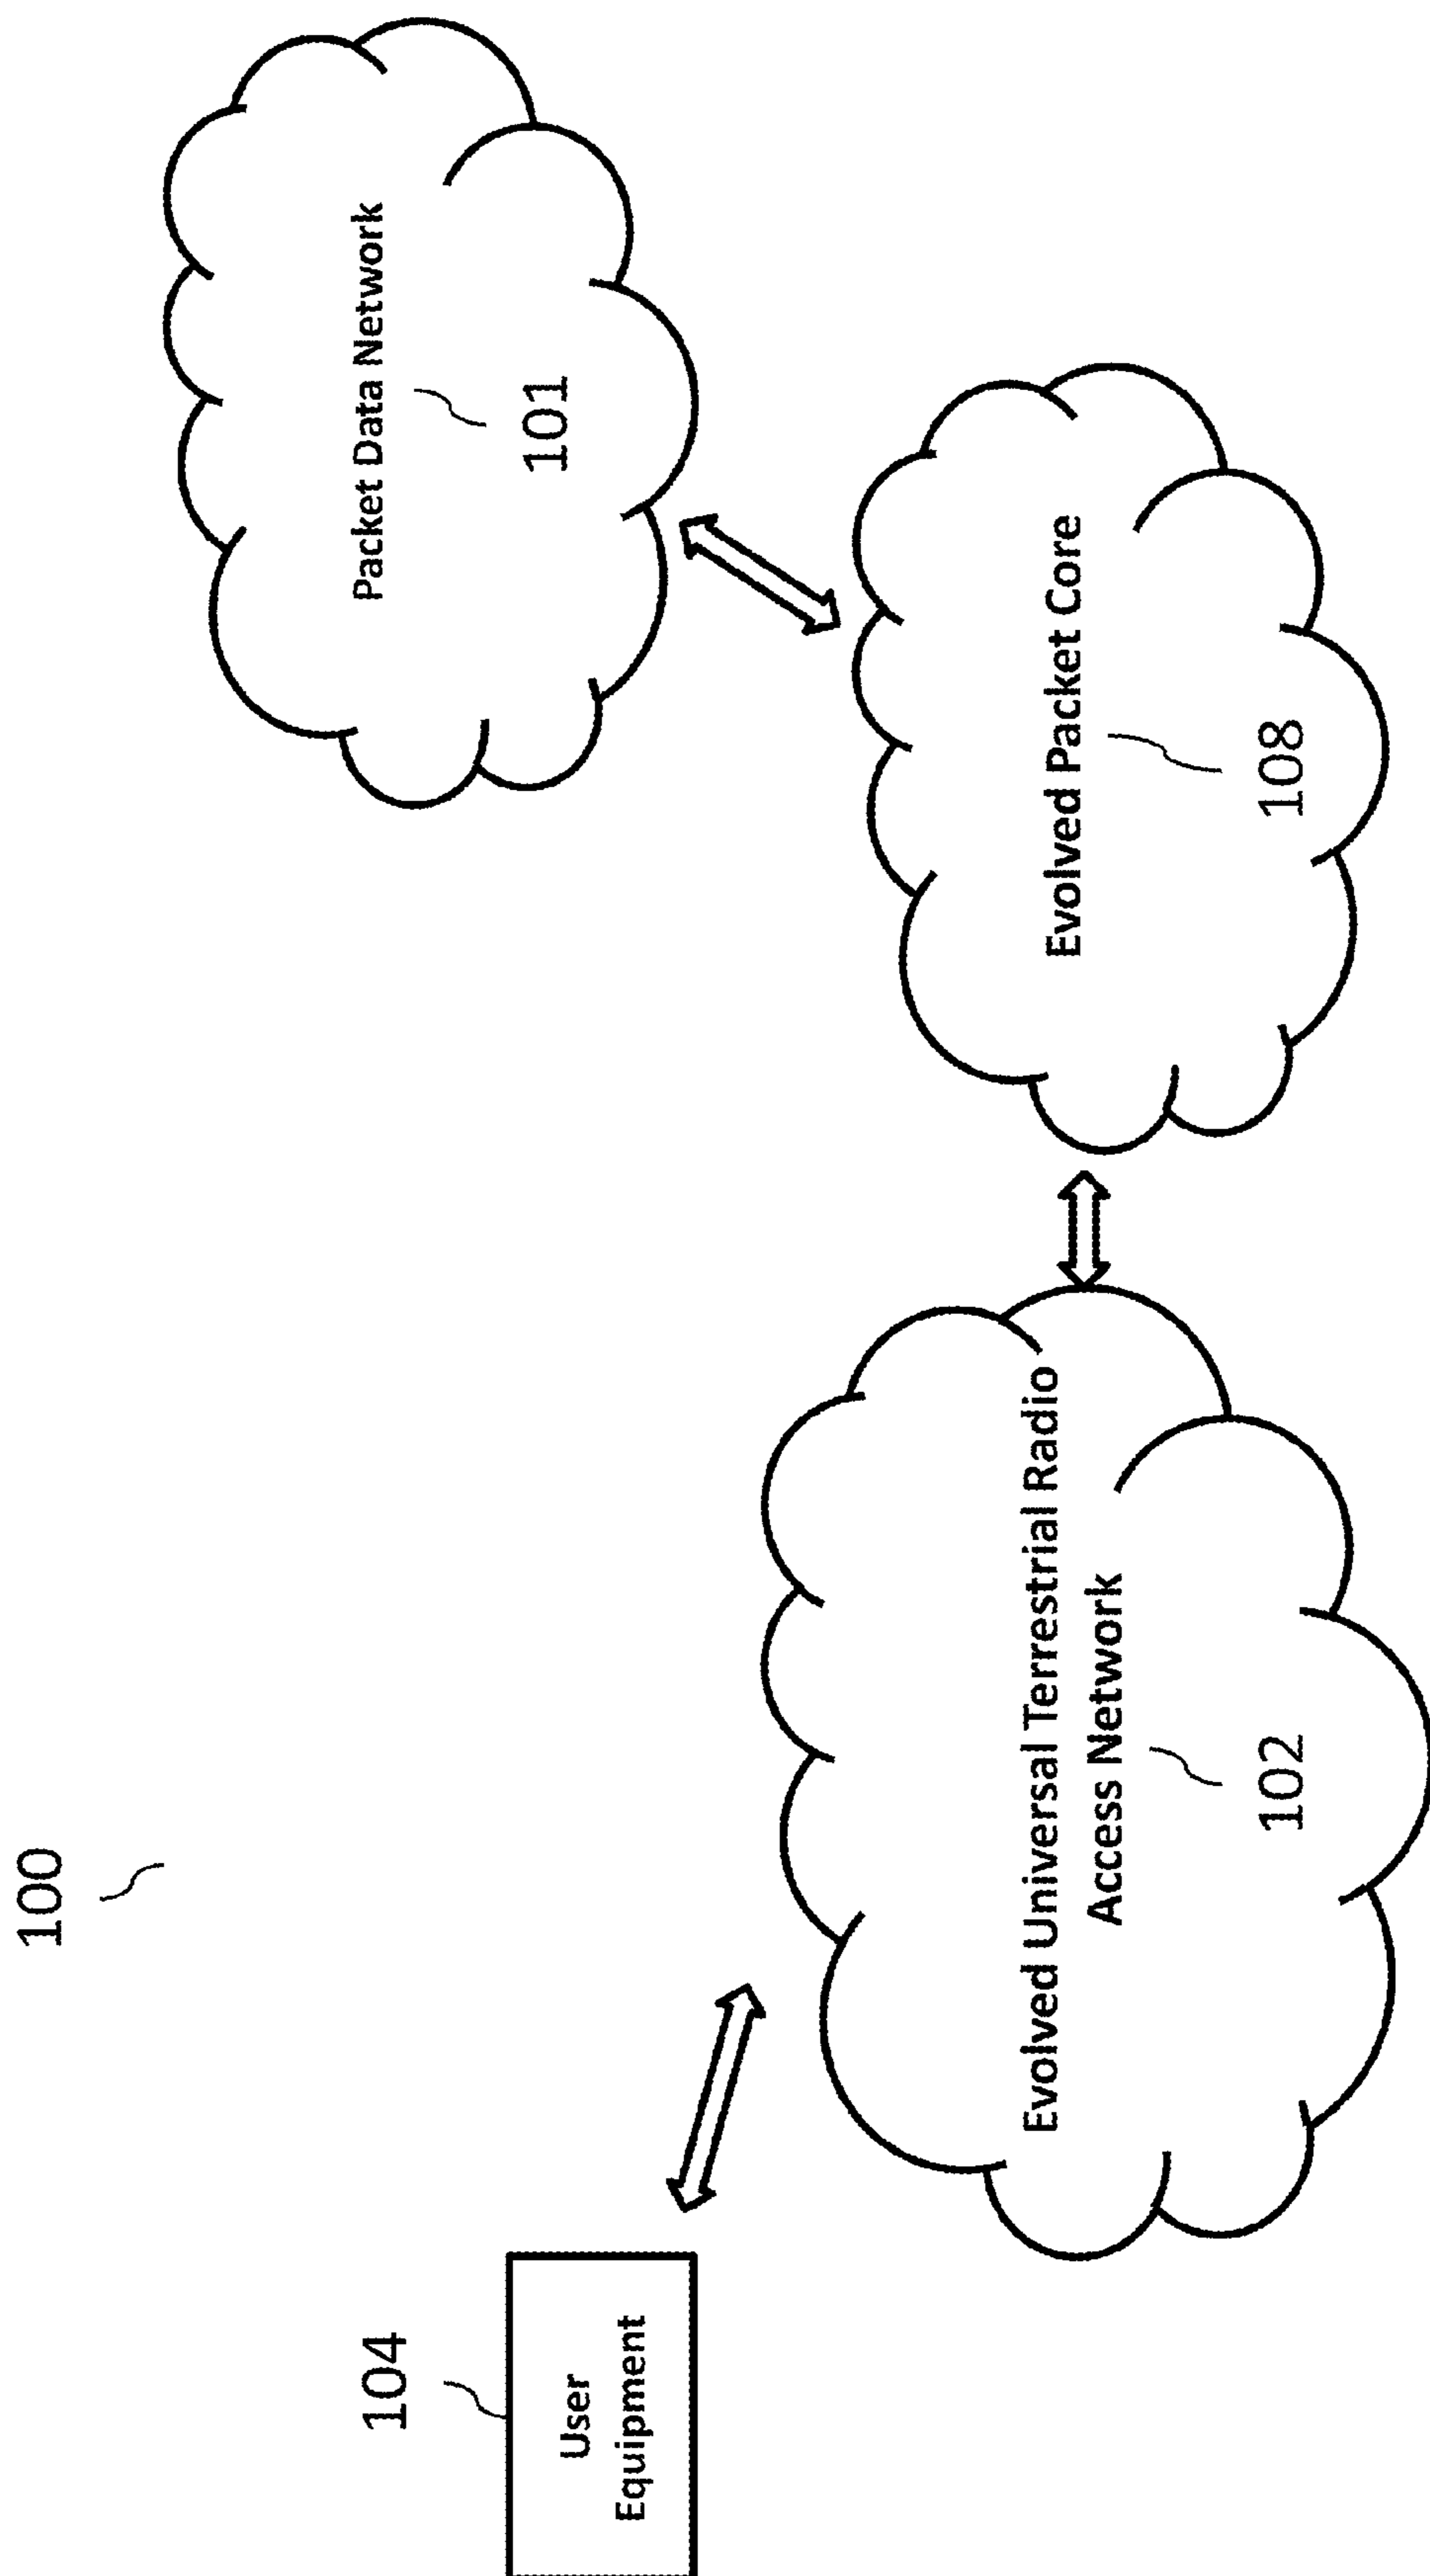 100
Packet Data Network
101
104
User
Equipment
Evolved Packet Core
108
Evolved Universal Terrestrial Radio
Access Network
102